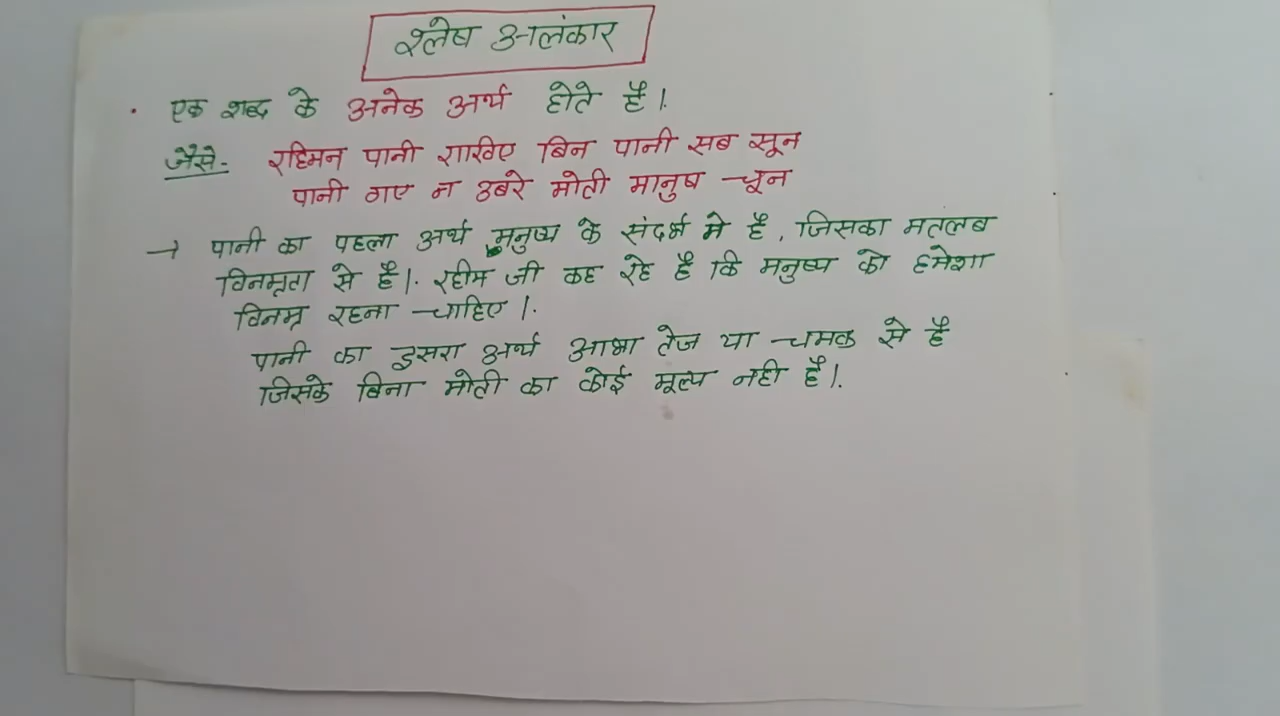 श्लेष अलंकार
• एक शब्द के अनेक अर्थ होते है।.
जैसे- रहिमन पानी राखिए बिन पानी सब सून
पानी गए न उबरे मोती मानुष चून
→ पानी का पहला अर्थ मनुष्य के संदर्भ मे है, जिसका मतलब
विनम्रता से है।. रहीम जी कह रहे है कि मनुष्य को हमेशा
विनम्र रहना चाहिए।.
पानी का दुसरा अर्थ आभा तेज या चमक से है
जिसके बिना मोती का कोई मूल्य नही है।.